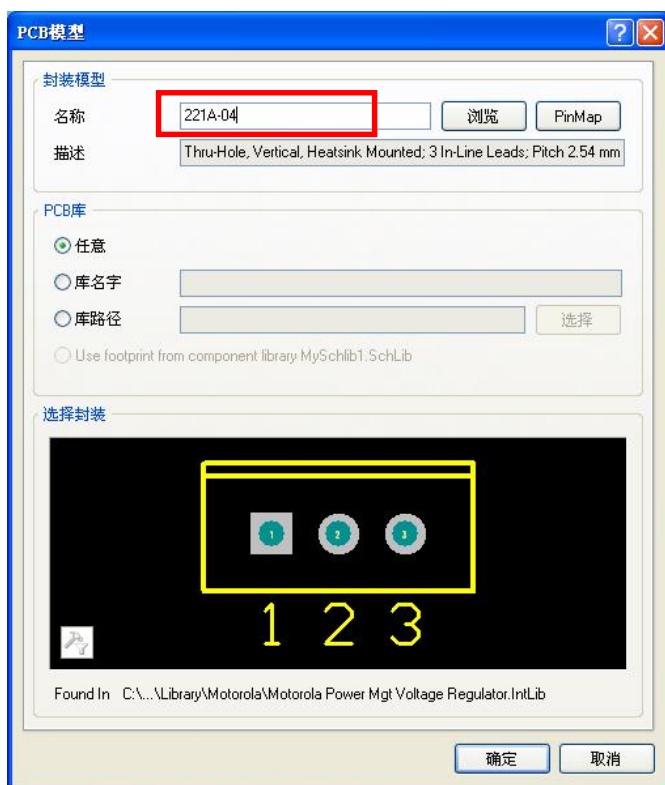 PCB模型
封装模型
名称 221A-04 浏览 PinMap
描述 Thru-Hole, Vertical, Heatsink Mounted; 3 In-Line Leads; Pitch 2.54 mm
PCB库
任意
库名字
库路径 选择
Use footprint from component library MySchlib1.SchLib
选择封装
1 2 3
1 2 3
Found In C:\...\Library\Motorola\Motorola Power Mgt Voltage Regulator.IntLib
确定 取消